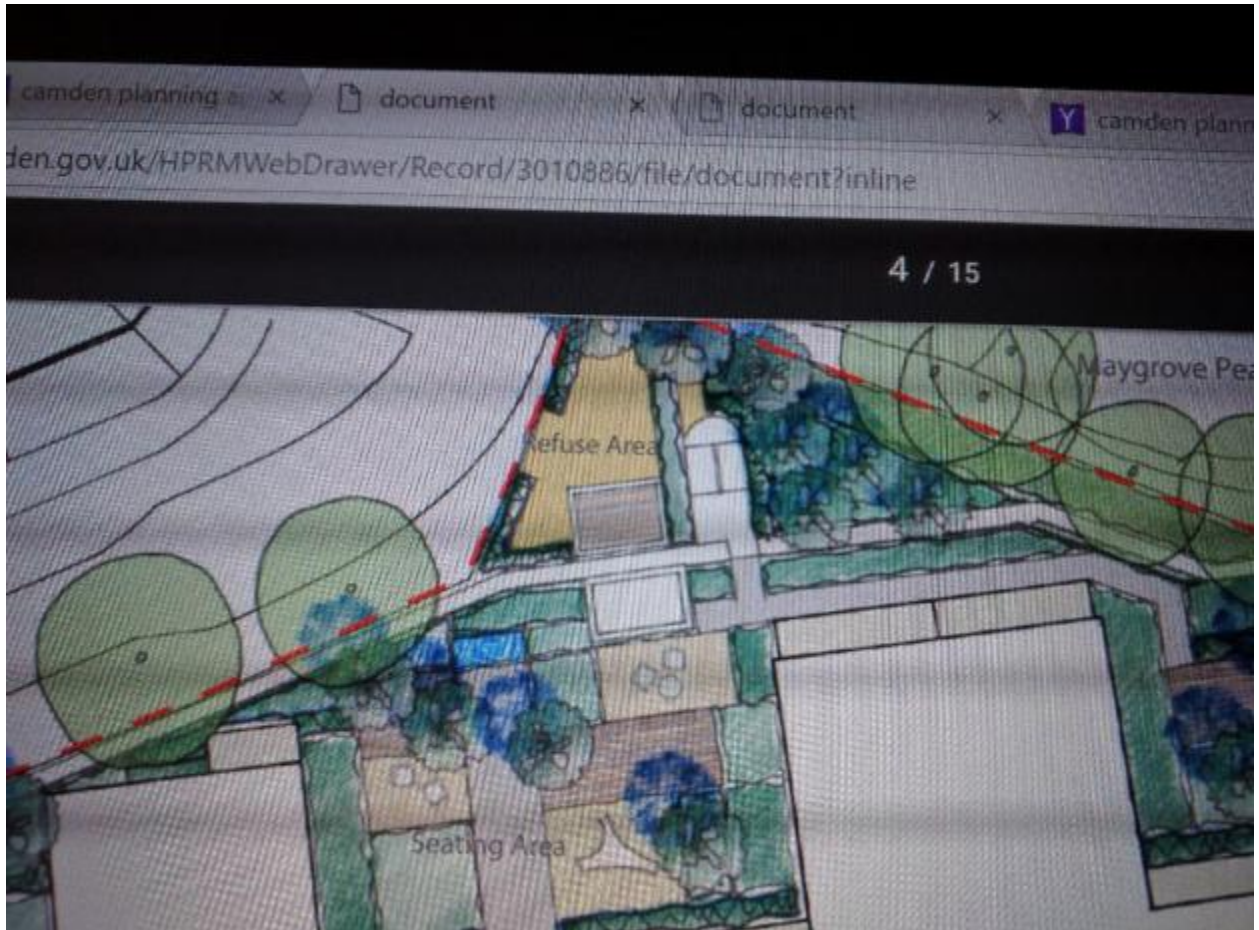 camden planning a
document
document
Y camden plann
den.gov.uk/HPRMWebDrawer/Record/3010886/file/document?inline
4 / 15
Maygrove Pea
Refuse Area
Seating Area